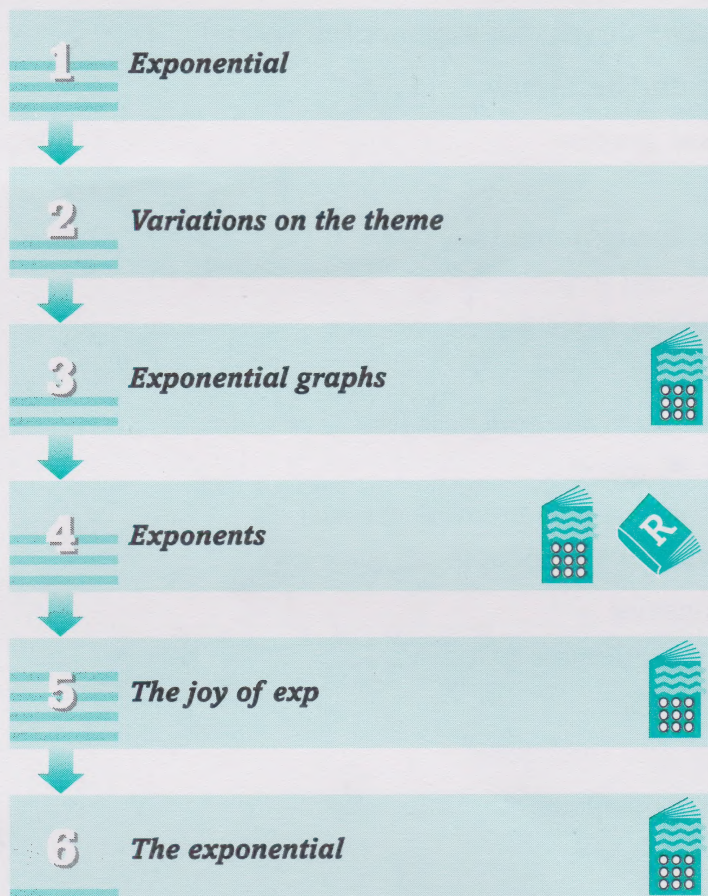 1 Exponential
2 Variations on the theme
3 Exponential graphs
4 Exponents R
5 The joy of exp
6 The exponential